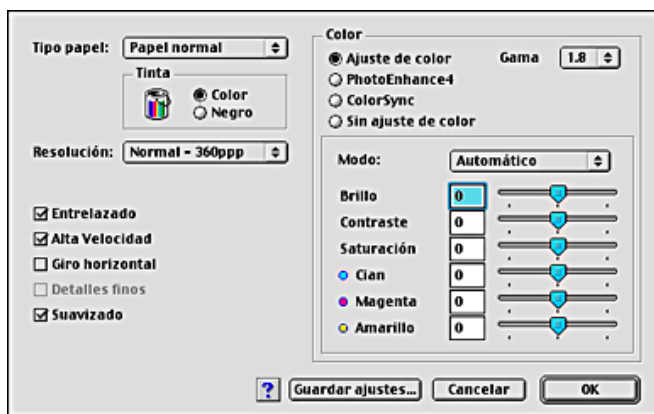 Tipo papel: Papel normal
Tinta
Color
Negro
Resolución: Normal - 360ppp
Entrelazado
Alta Velocidad
Giro horizontal
Detalles finos
Suavizado
Color
Ajuste de color Gama 1.8
PhotoEnhance4
ColorSync
Sin ajuste de color
Modo: Automático
Brillo 0
Contraste 0
Saturación 0
Cian 0
Magenta 0
Amarillo 0
? Guardar ajustes... Cancelar OK